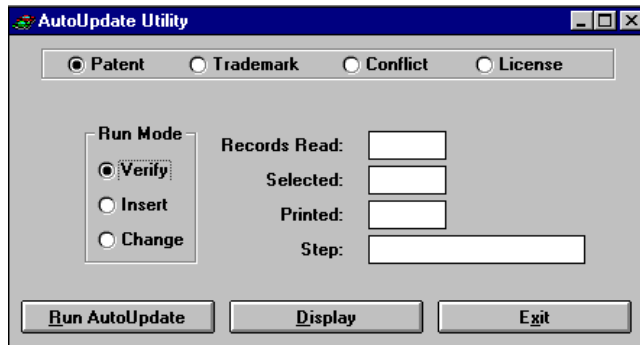 AutoUpdate Utility
Patent Trademark Conflict License
Run Mode
Verify
Insert
Change
Records Read:
Selected:
Printed:
Step:
Run AutoUpdate Display Exit